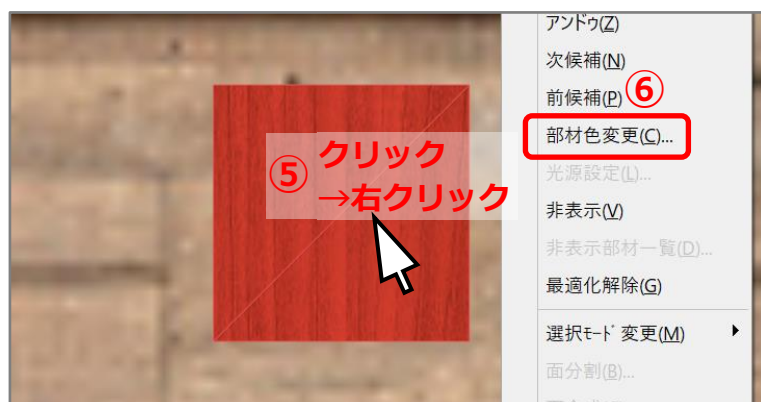 アンドゥ(Z)
次候補(N)
前候補(P)
⑥
部材色変更(C)...
⑤
クリック
→右クリック
光源設定(L)...
非表示(V)
非表示部材一覧(D)...
最適化解除(G)
選択ﾓｰﾄﾞ変更(M)
面分割(B)...